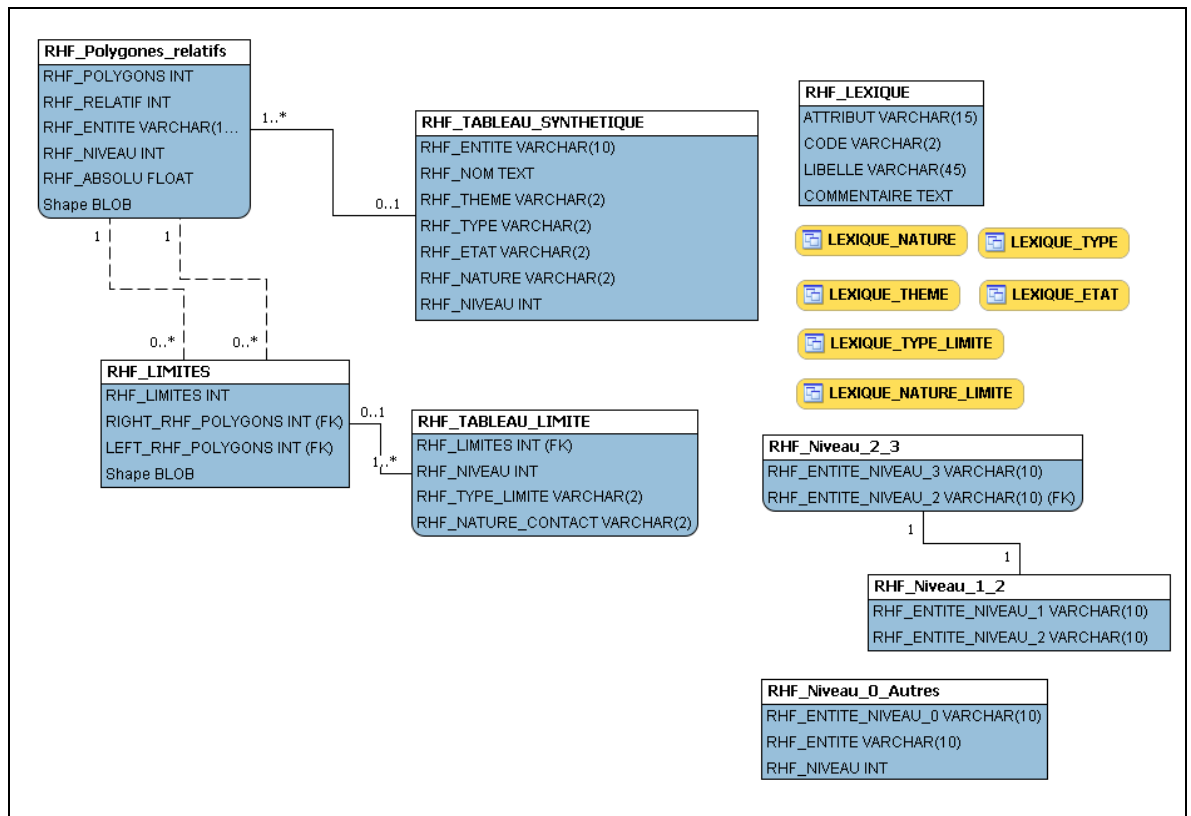 RHF_Polygones_relatifs
RHF_POLYGONS INT
RHF_RELATIF INT
RHF_ENTITE VARCHAR(1...
RHF_NIVEAU INT
RHF_ABSOLU FLOAT
Shape BLOB
1..*
0..1
1
1
0..*
0..*
RHF_TABLEAU_SYNTHETIQUE
RHF_ENTITE VARCHAR(10)
RHF_NOM TEXT
RHF_THEME VARCHAR(2)
RHF_TYPE VARCHAR(2)
RHF_ETAT VARCHAR(2)
RHF_NATURE VARCHAR(2)
RHF_NIVEAU INT
RHF_LEXIQUE
ATTRIBUT VARCHAR(15)
CODE VARCHAR(2)
LIBELLE VARCHAR(45)
COMMENTAIRE TEXT
LEXIQUE_NATURE
LEXIQUE_TYPE
LEXIQUE_THEME
LEXIQUE_ETAT
LEXIQUE_TYPE_LIMITE
LEXIQUE_NATURE_LIMITE
RHF_LIMITES
RHF_LIMITES INT
RIGHT_RHF_POLYGONS INT (FK)
LEFT_RHF_POLYGONS INT (FK)
Shape BLOB
0..1
1..*
RHF_TABLEAU_LIMITE
RHF_LIMITES INT (FK)
RHF_NIVEAU INT
RHF_TYPE_LIMITE VARCHAR(2)
RHF_NATURE_CONTACT VARCHAR(2)
RHF_Niveau_2_3
RHF_ENTITE_NIVEAU_3 VARCHAR(10)
RHF_ENTITE_NIVEAU_2 VARCHAR(10) (FK)
1
1
RHF_Niveau_1_2
RHF_ENTITE_NIVEAU_1 VARCHAR(10)
RHF_ENTITE_NIVEAU_2 VARCHAR(10)
RHF_Niveau_0_Autres
RHF_ENTITE_NIVEAU_0 VARCHAR(10)
RHF_ENTITE VARCHAR(10)
RHF_NIVEAU INT